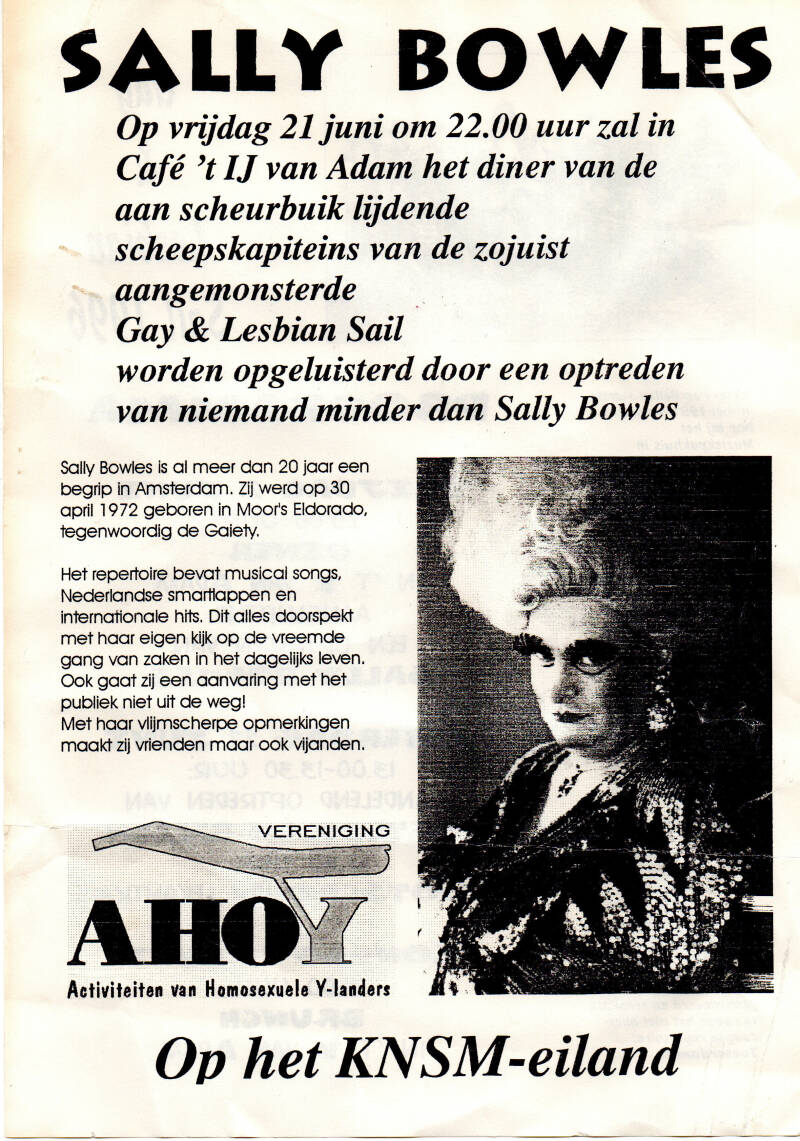 SALLY BOWLES
Op vrijdag 21 juni om 22.00 uur zal in
Café 't IJ van Adam het diner van de
aan scheurbuik lijdende
scheepskapiteins van de zojuist
aangemonsterde
Gay & Lesbian Sail
worden opgeluisterd door een optreden
van niemand minder dan Sally Bowles
Sally Bowles is al meer dan 20 jaar een
begrip in Amsterdam. Zij werd op 30
april 1972 geboren in Moor's Eldorado,
tegenwoordig de Gaiety.
Het repertoire bevat musical songs,
Nederlandse smartlappen en
internationale hits. Dit alles doorspekt
met haar eigen kijk op de vreemde
gang van zaken in het dagelijks leven.
Ook gaat zij een aanvaring met het
publiek niet uit de weg!
Met haar vlijmscherpe opmerkingen
maakt zij vrienden maar ook vijanden.
VERENIGING
AHOY
Activiteiten van Homosexuele Y-landers
Op het KNSM-eiland